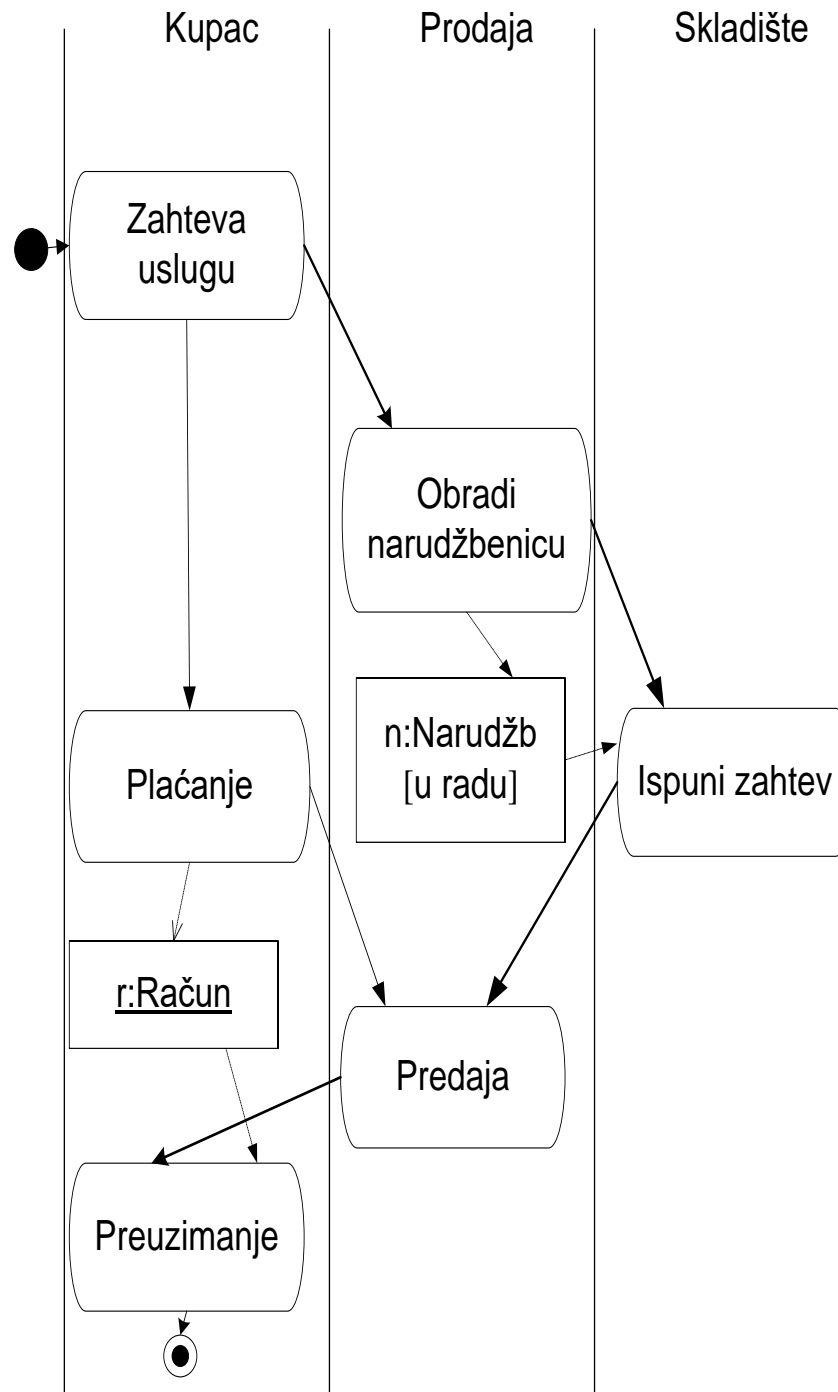 Kupac
Prodaja
Skladište
Zahteva
uslugu
Obradi
narudžbenicu
n:Narudžb
[u radu]
Plaćanje
Ispuni zahtev
r:Račun
Predaja
Preuzimanje